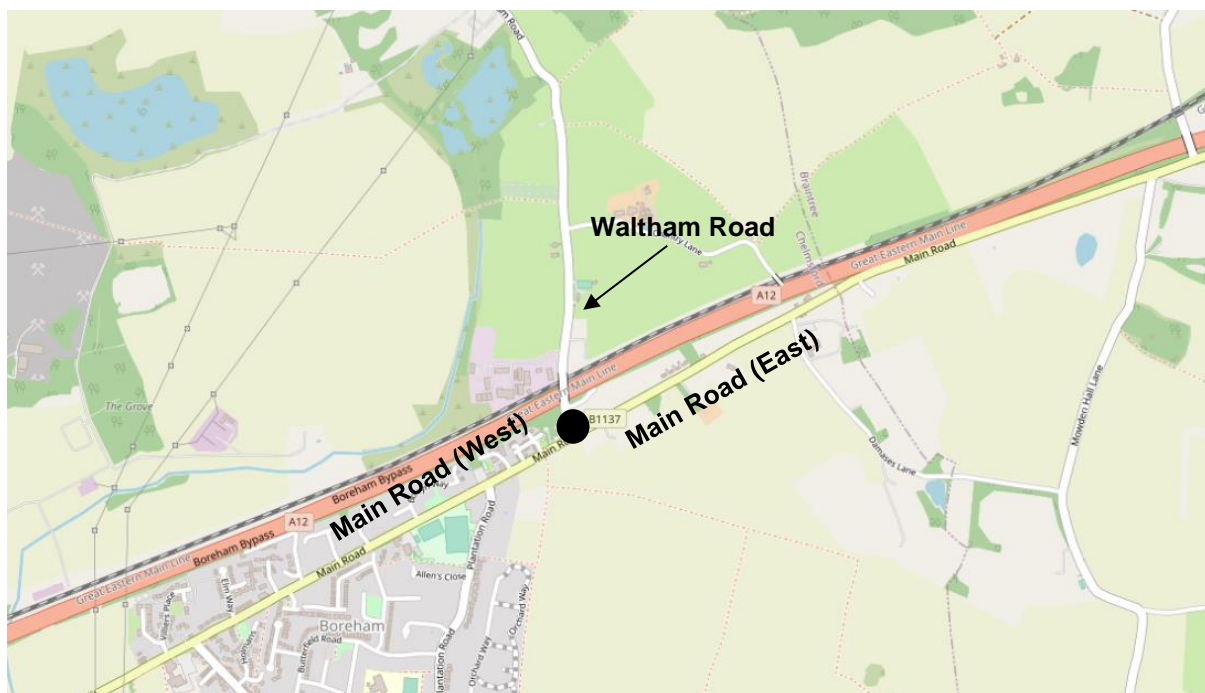 Waltham Road
Braintree
Chelmsford
Great Eastern Main Line
Main Road
A12
Main Road (East)
Great Eastern Main Line
B1137
The Grove
Main Road (West)
Boreham Bypass
Mowden Hall Lane
Damases Lane
A12
Boreham Bypass
Plantation Road
Main Road
Great Eastern Main Line
Allen's Close
Elm Way
Villiers Place
Boreham
Orchard Way
Holmans
Butterfield Road
Plantation Road
Orchard Way